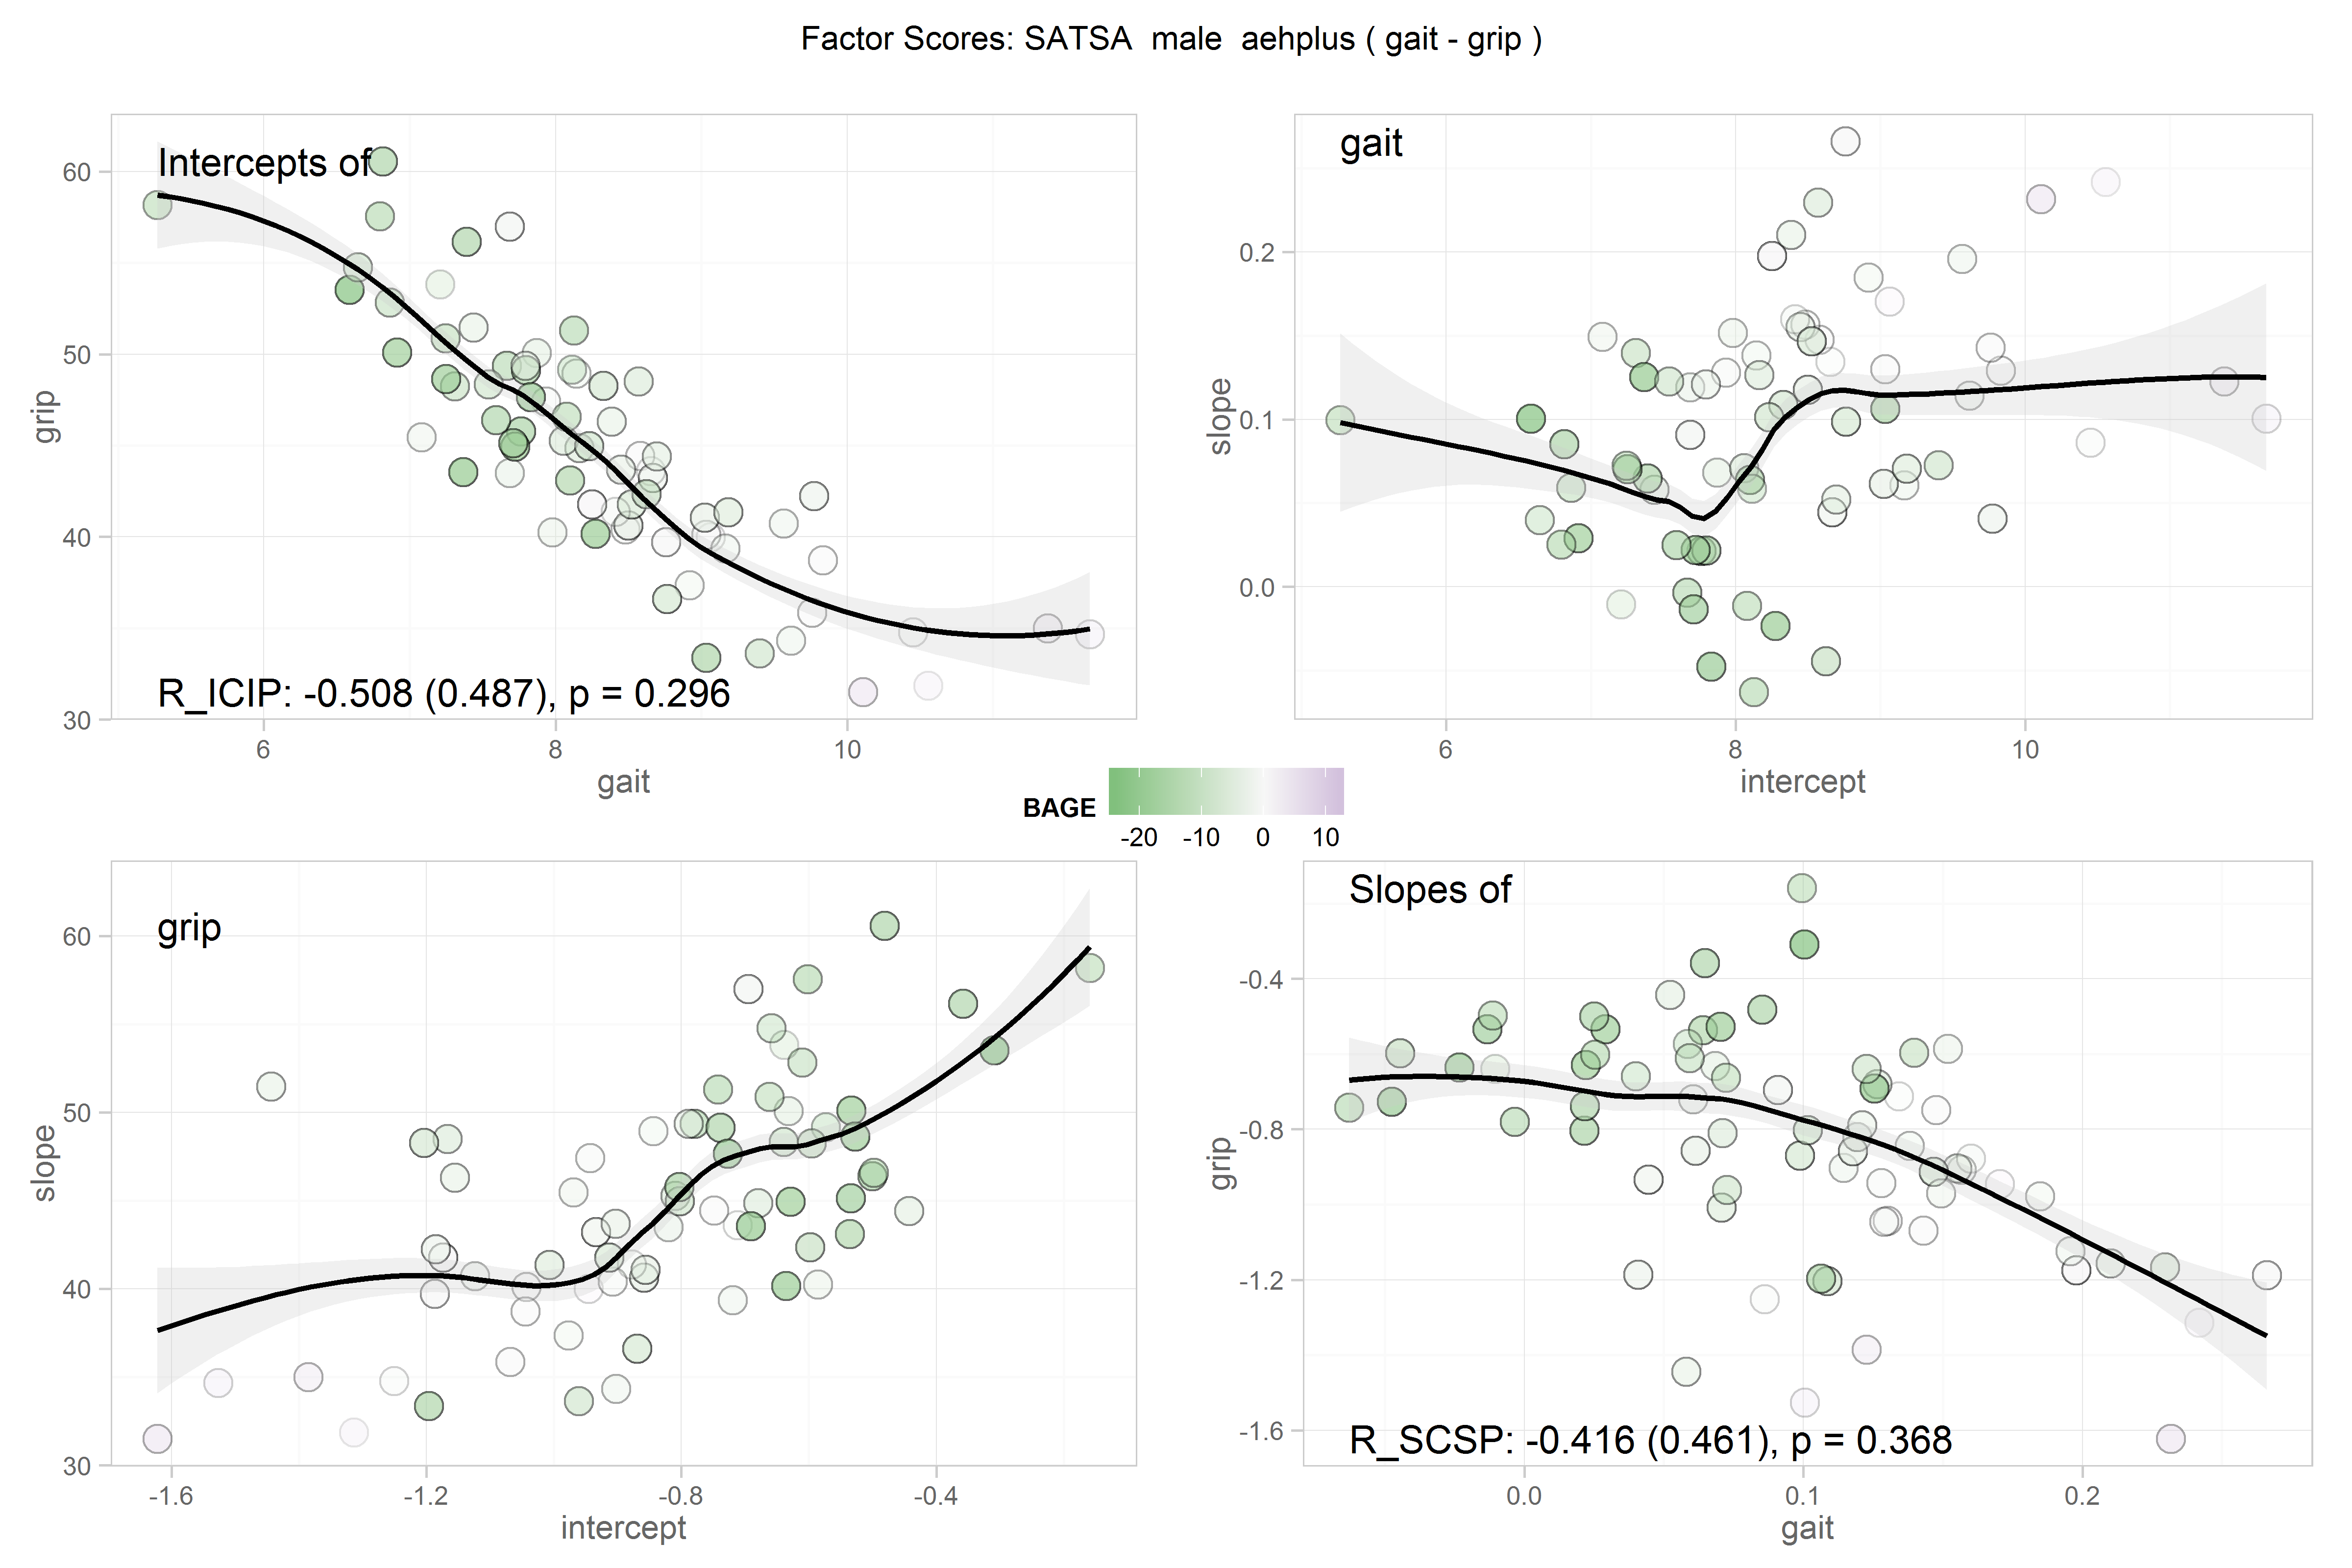 Factor Scores: SATSA male aehplus ( gait - grip )
Intercepts of
grip
60
50
40
30
R_ICIP: -0.508 (0.487), p = 0.296
6 8 10
gait
gait
slope
0.2
0.1
0.0
6 8 10
intercept
BAGE
-20 -10 0 10
grip
slope
60
50
40
30
-1.6 -1.2 -0.8 -0.4
intercept
Slopes of
grip
-0.4
-0.8
-1.2
-1.6
R_SCSP: -0.416 (0.461), p = 0.368
0.0 0.1 0.2
gait